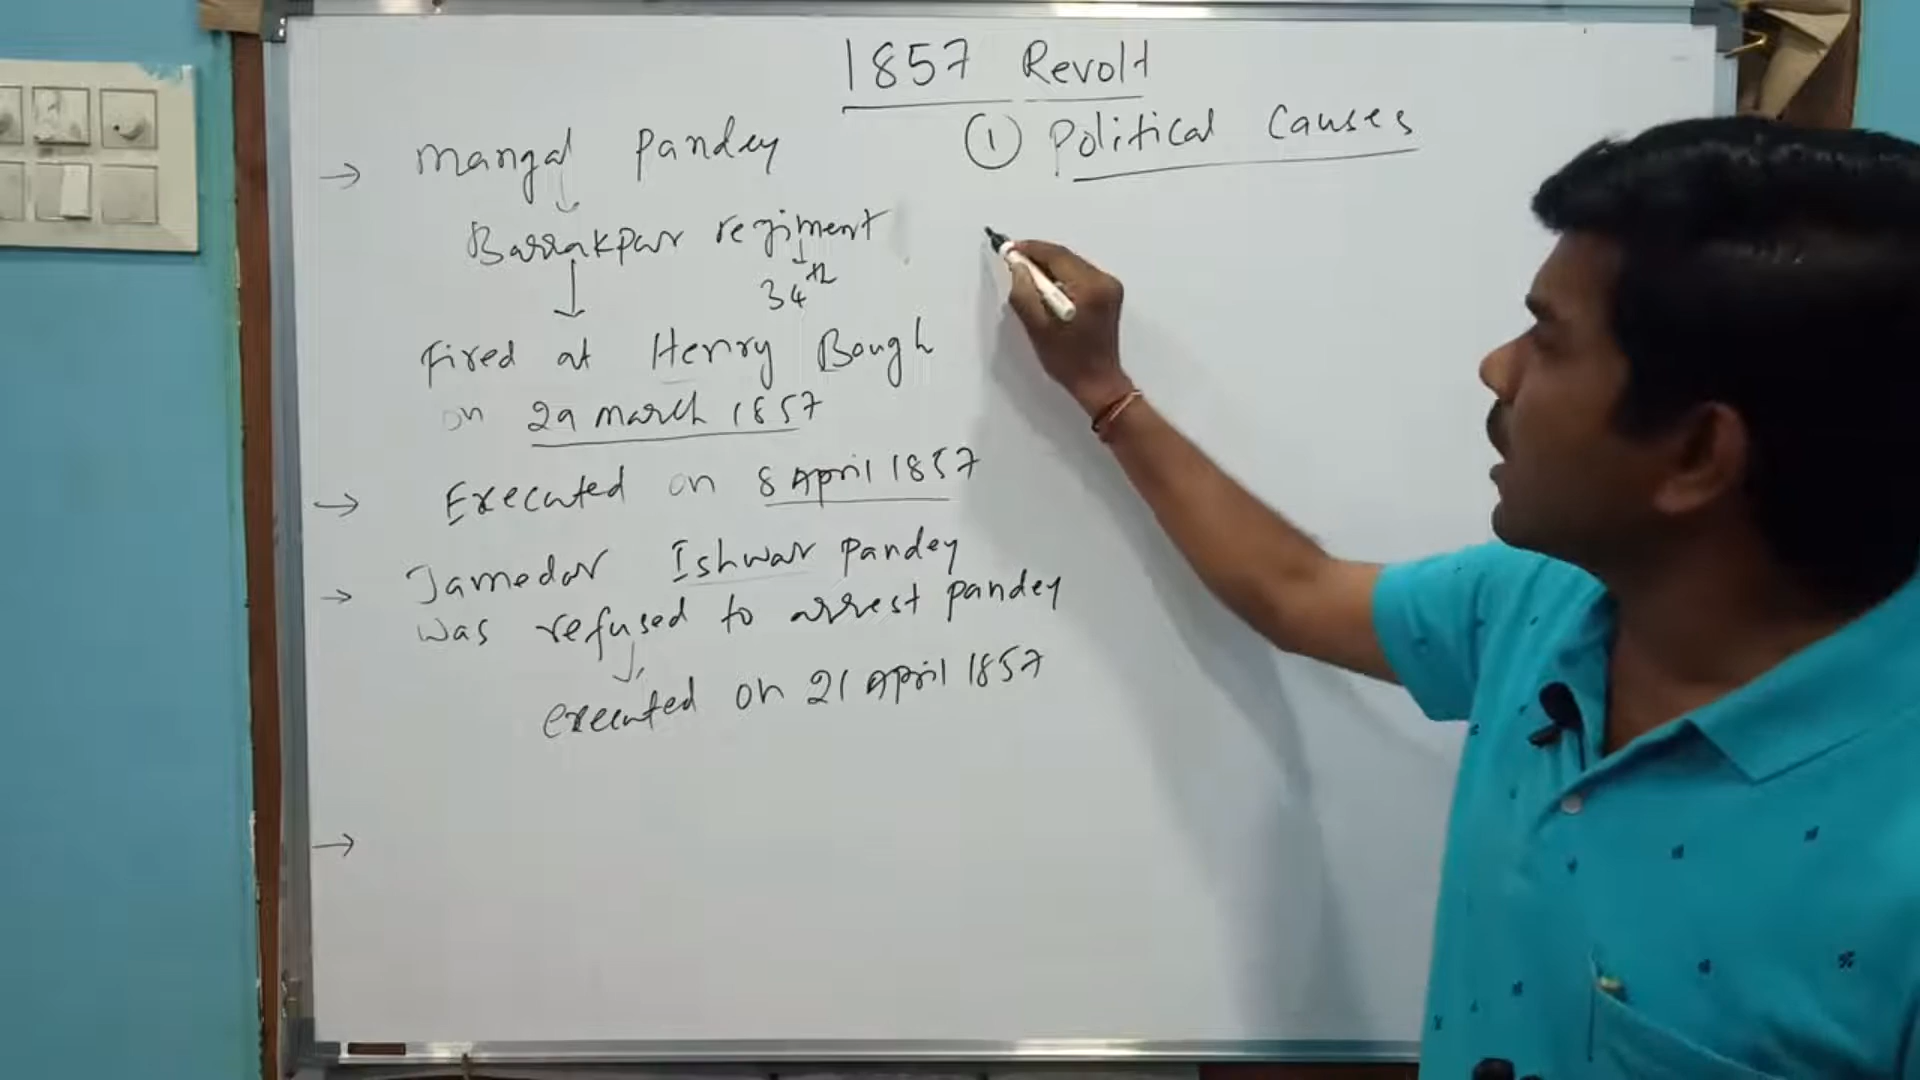 1857 Revolt
→ Mangal Pandey
↓
Barrakpur regiment
↓
34th
↓
Fired at Henry Bough
on 29 march 1857
→ Executed on 8 April 1857
→ Jamedar Ishwar Pandey
was refused to arrest pandey
↓
executed on 21 April 1857
→
① Political Causes